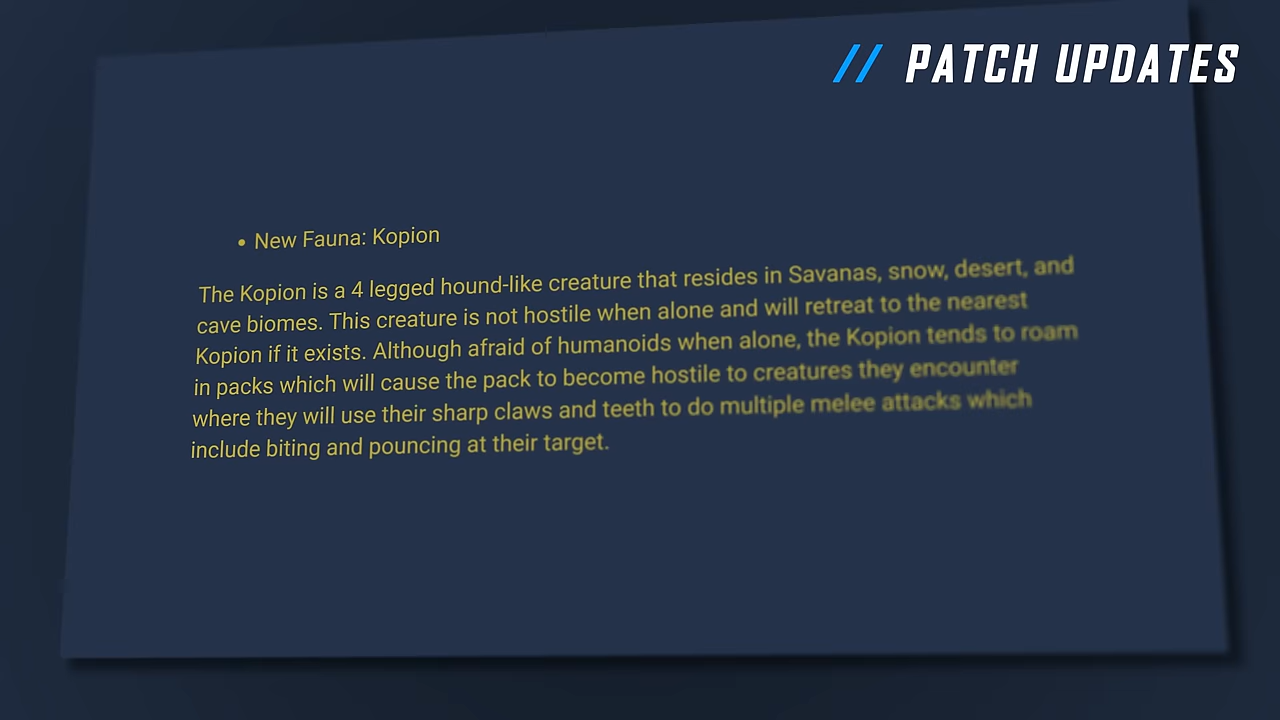 // PATCH UPDATES
• New Fauna: Kopion
The Kopion is a 4 legged hound-like creature that resides in Savanas, snow, desert, and
cave biomes. This creature is not hostile when alone and will retreat to the nearest
Kopion if it exists. Although afraid of humanoids when alone, the Kopion tends to roam
in packs which will cause the pack to become hostile to creatures they encounter
where they will use their sharp claws and teeth to do multiple melee attacks which
include biting and pouncing at their target.